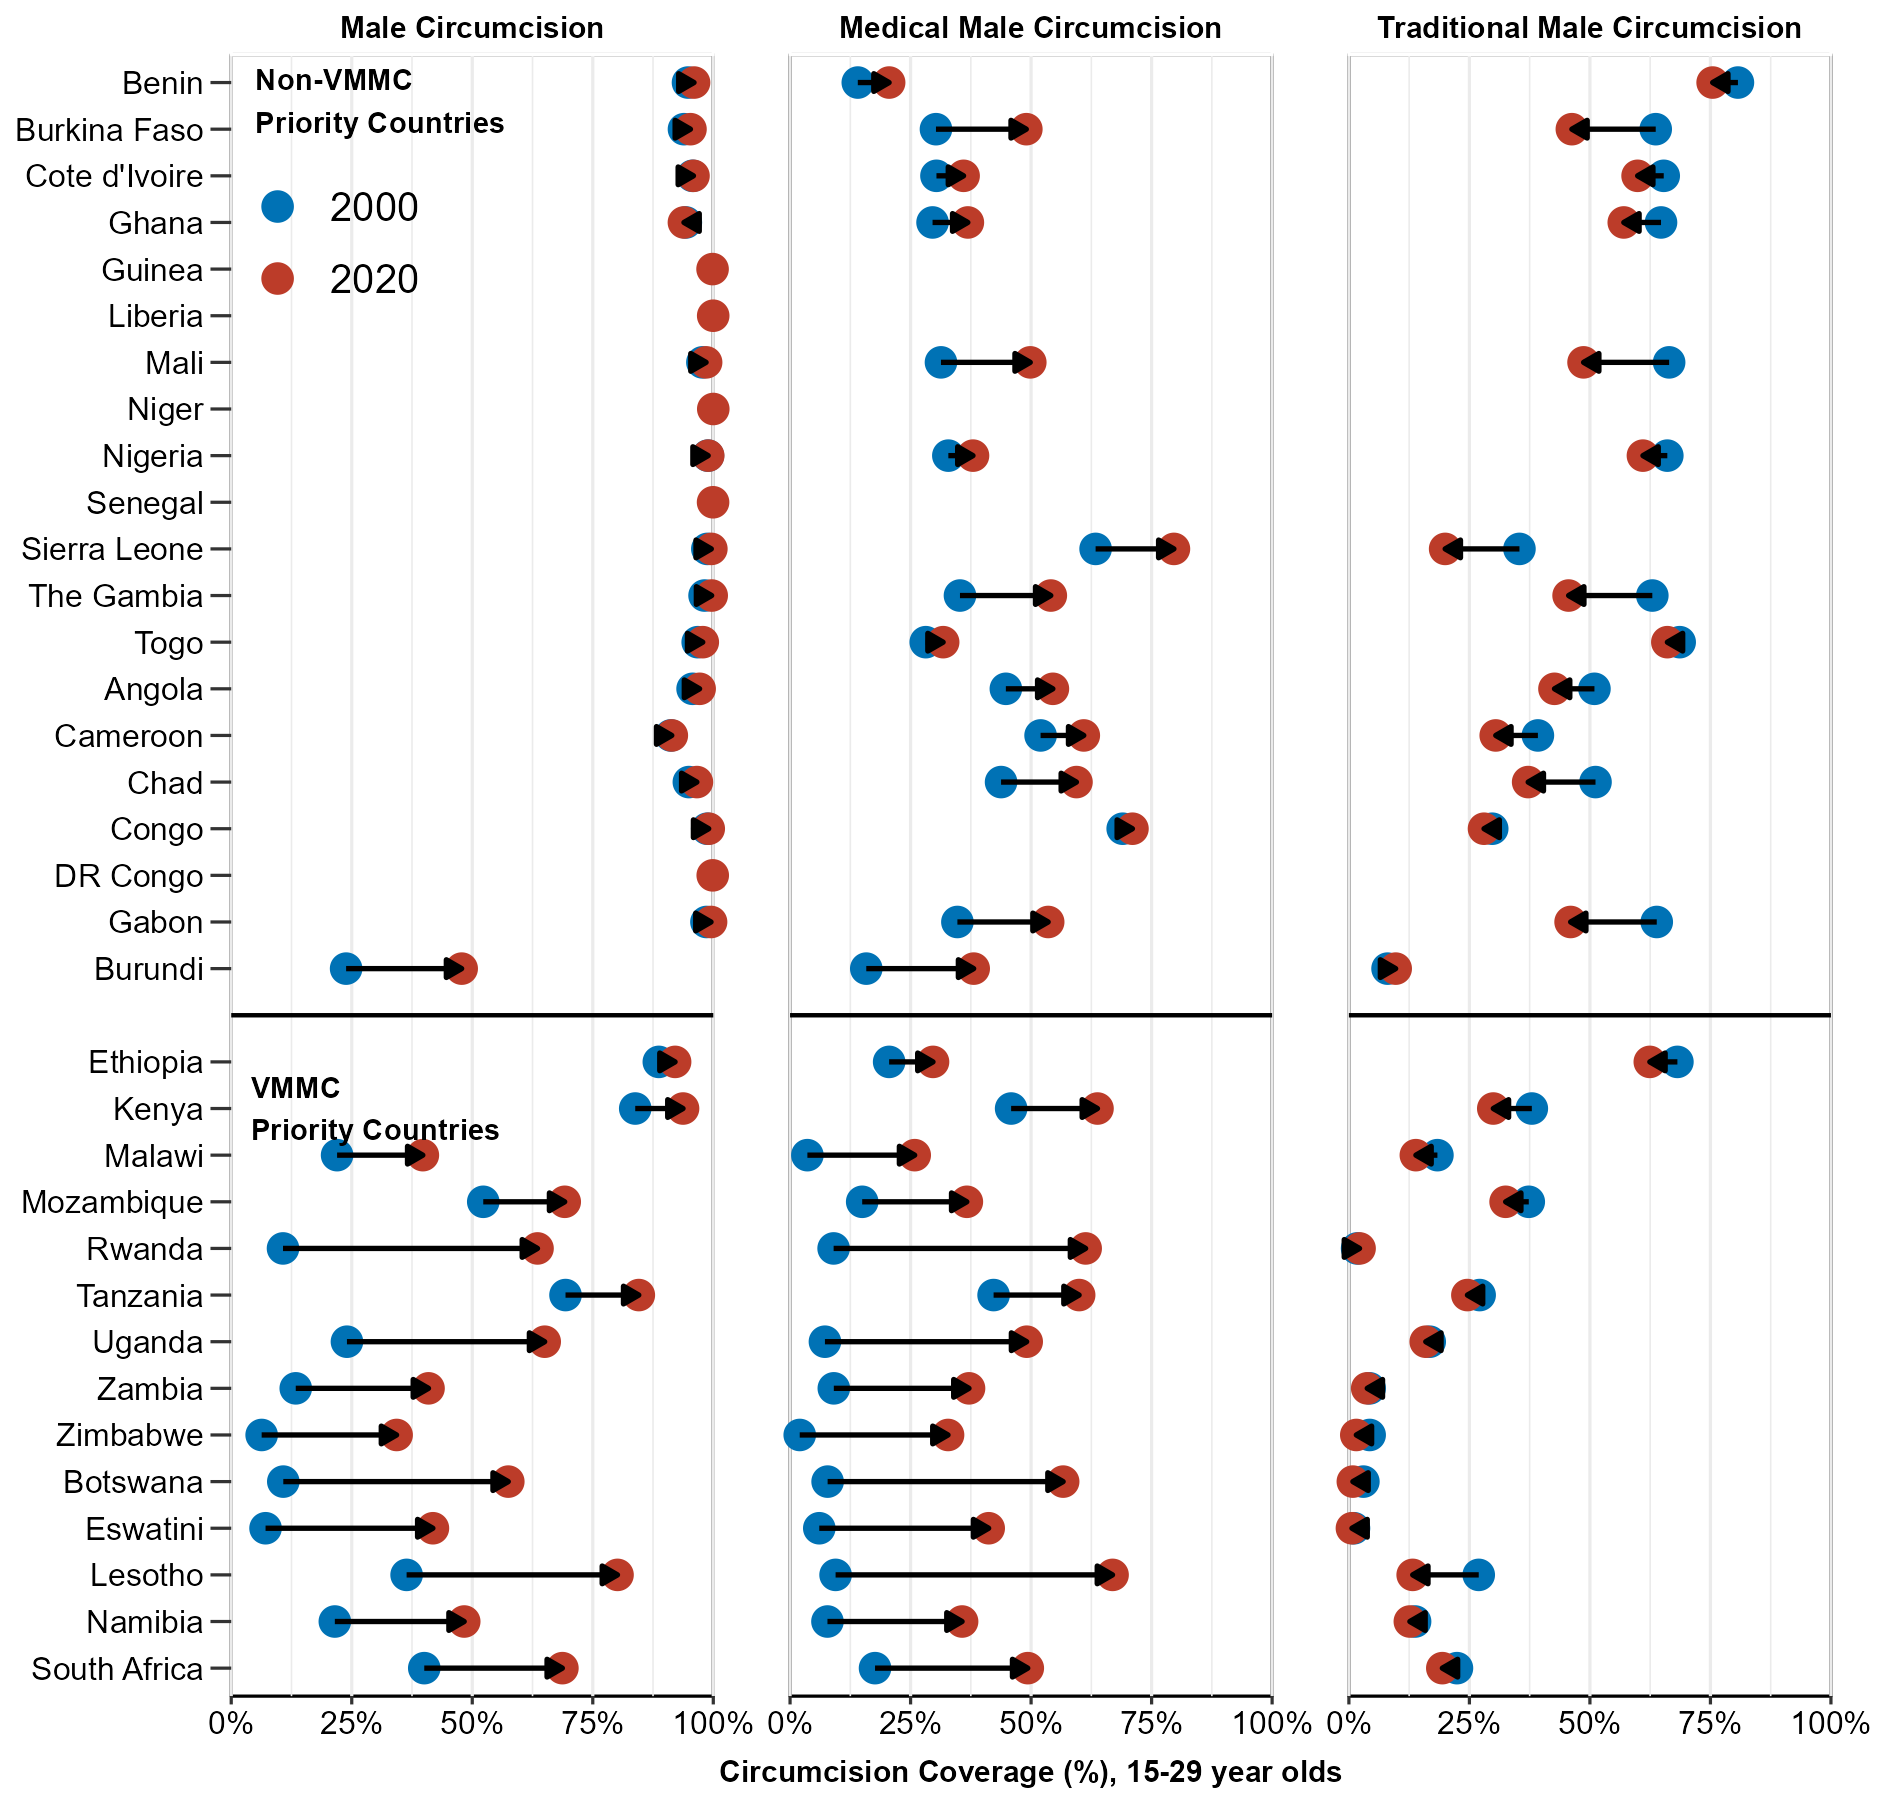 Male Circumcision
Medical Male Circumcision
Traditional Male Circumcision
Non-VMMC
Priority Countries
2000
2020
Benin
Burkina Faso
Cote d'Ivoire
Ghana
Guinea
Liberia
Mali
Niger
Nigeria
Senegal
Sierra Leone
The Gambia
Togo
Angola
Cameroon
Chad
Congo
DR Congo
Gabon
Burundi
VMMC
Priority Countries
Ethiopia
Kenya
Malawi
Mozambique
Rwanda
Tanzania
Uganda
Zambia
Zimbabwe
Botswana
Eswatini
Lesotho
Namibia
South Africa
0% 25% 50% 75% 100%
0% 25% 50% 75% 100%
0% 25% 50% 75% 100%
Circumcision Coverage (%), 15-29 year olds